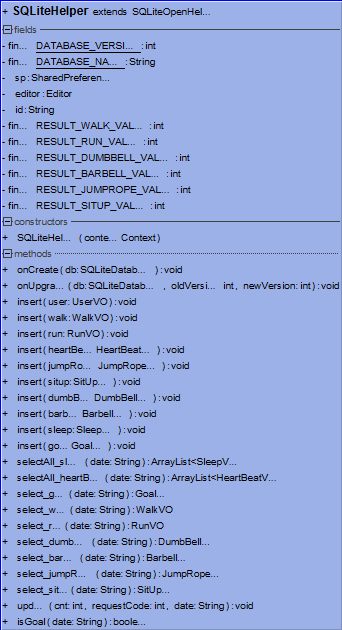 + SQLiteHelper extends SQLiteOpenHel...
fields
- fin... DATABASE_VERSI... : int
- fin... DATABASE_NA... : String
- sp : SharedPreferen...
- editor : Editor
- id : String
- fin... RESULT_WALK_VAL... : int
- fin... RESULT_RUN_VAL... : int
- fin... RESULT_DUMBBELL_VAL... : int
- fin... RESULT_BARBELL_VAL... : int
- fin... RESULT_JUMPROPE_VAL... : int
- fin... RESULT_SITUP_VAL... : int
constructors
+ SQLiteHel... (conte... Context)
methods
+ onCreate(db:SQLiteDatab... ):void
+ onUpgra... (db:SQLiteDatab... , oldVersi... int, newVersion:int):void
+ insert(user:UserVO):void
+ insert(walk:WalkVO):void
+ insert(run:RunVO):void
+ insert(heartBe... HeartBeat... ):void
+ insert(jumpRo... JumpRope... ):void
+ insert(situp:SitUp... ):void
+ insert(dumbB... DumbBell... ):void
+ insert(barb... Barbell... ):void
+ insert(sleep:Sleep... ):void
+ insert(go... Goal... ):void
+ selectAll_sl... (date:String):ArrayList<SleepV...
+ selectAll_heartB... (date:String):ArrayList<HeartBeatV...
+ select_g... (date:String):Goal...
+ select_w... (date:String):WalkVO
+ select_r... (date:String):RunVO
+ select_dumb... (date:String):DumbBell...
+ select_bar... (date:String):Barbell...
+ select_jumpR... (date:String):JumpRope...
+ select_sit... (date:String):SitUp...
+ upd... (cnt:int, requestCode:int, date:String):void
+ isGoal(date:String):boole...